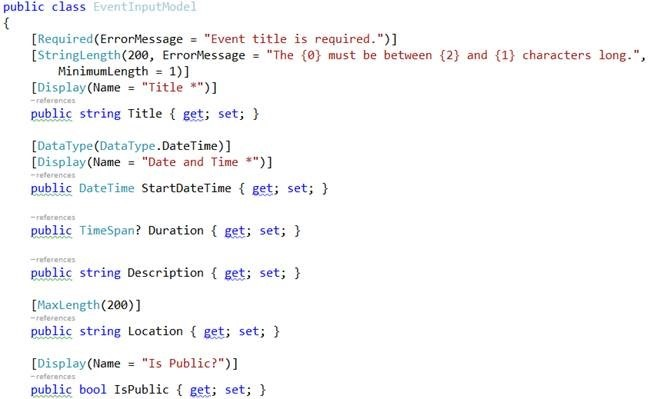 public class EventInputModel
{
[Required(ErrorMessage = "Event title is required.")]
[StringLength(200, ErrorMessage = "The {0} must be between {2} and {1} characters long.",
MinimumLength = 1)]
[Display(Name = "Title *")]
-references
public string Title { get; set; }
[DataType(DataType.DateTime)]
[Display(Name = "Date and Time *")]
-references
public DateTime StartDateTime { get; set; }
-references
public TimeSpan? Duration { get; set; }
-references
public string Description { get; set; }
[MaxLength(200)]
-references
public string Location { get; set; }
[Display(Name = "Is Public?")]
-references
public bool IsPublic { get; set; }